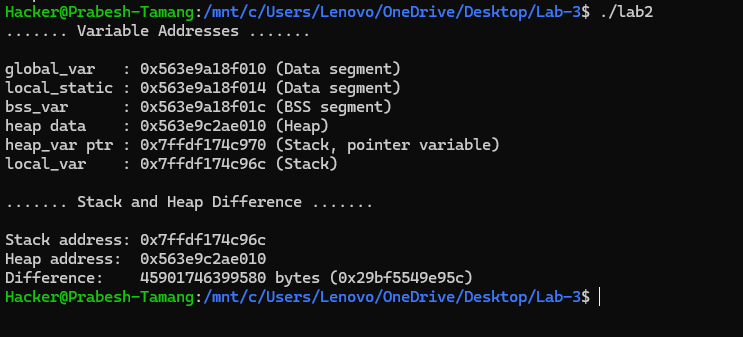 Hacker@Prabesh-Tamang:/mnt/c/Users/Lenovo/OneDrive/Desktop/Lab-3$ ./lab2
....... Variable Addresses .......
global_var   : 0x563e9a18f010 (Data segment)
local_static : 0x563e9a18f014 (Data segment)
bss_var      : 0x563e9a18f01c (BSS segment)
heap data    : 0x563e9c2ae010 (Heap)
heap_var ptr : 0x7ffdf174c970 (Stack, pointer variable)
local_var    : 0x7ffdf174c96c (Stack)
....... Stack and Heap Difference .......
Stack address: 0x7ffdf174c96c
Heap address:  0x563e9c2ae010
Difference:    45901746399580 bytes (0x29bf5549e95c)
Hacker@Prabesh-Tamang:/mnt/c/Users/Lenovo/OneDrive/Desktop/Lab-3$